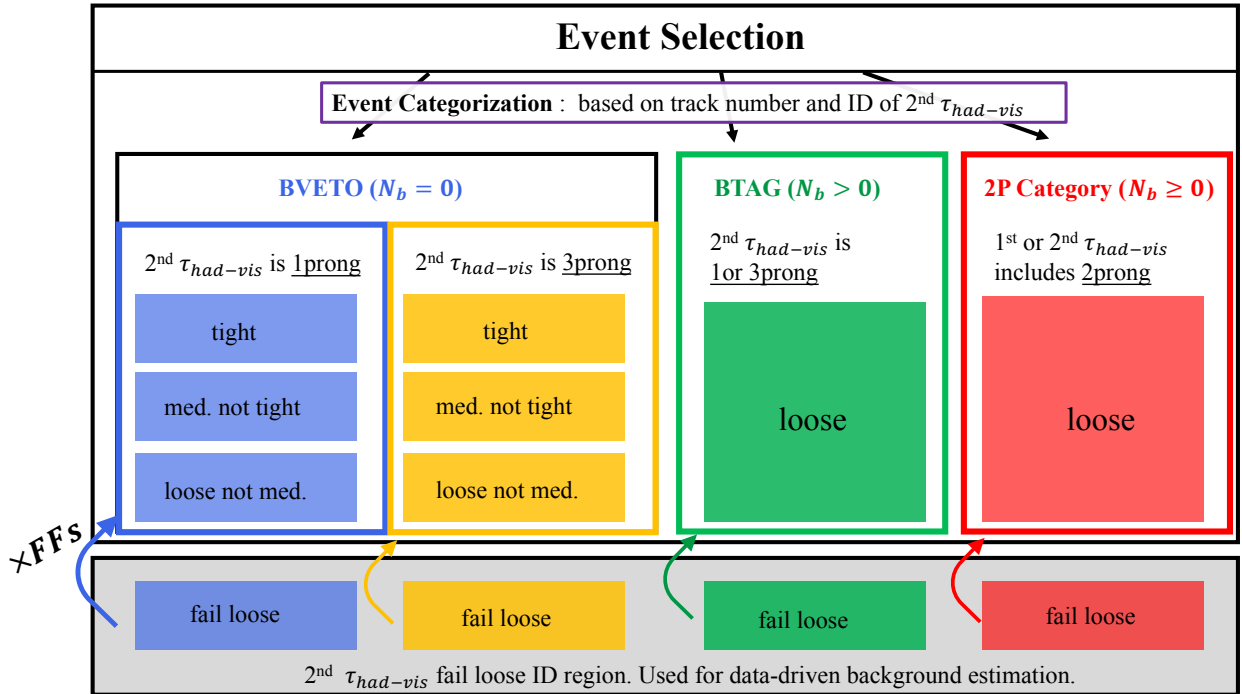 Event Selection
Event Categorization : based on track number and ID of 2nd τhad−vis
BVETO (Nb = 0)
2nd τhad−vis is 1prong
tight
med. not tight
loose not med.
2nd τhad−vis is 3prong
tight
med. not tight
loose not med.
BTAG (Nb > 0)
2nd τhad−vis is
1or 3prong
loose
2P Category (Nb ≥ 0)
1st or 2nd τhad−vis
includes 2prong
loose
×FFs
fail loose
fail loose
fail loose
fail loose
2nd τhad−vis fail loose ID region. Used for data-driven background estimation.